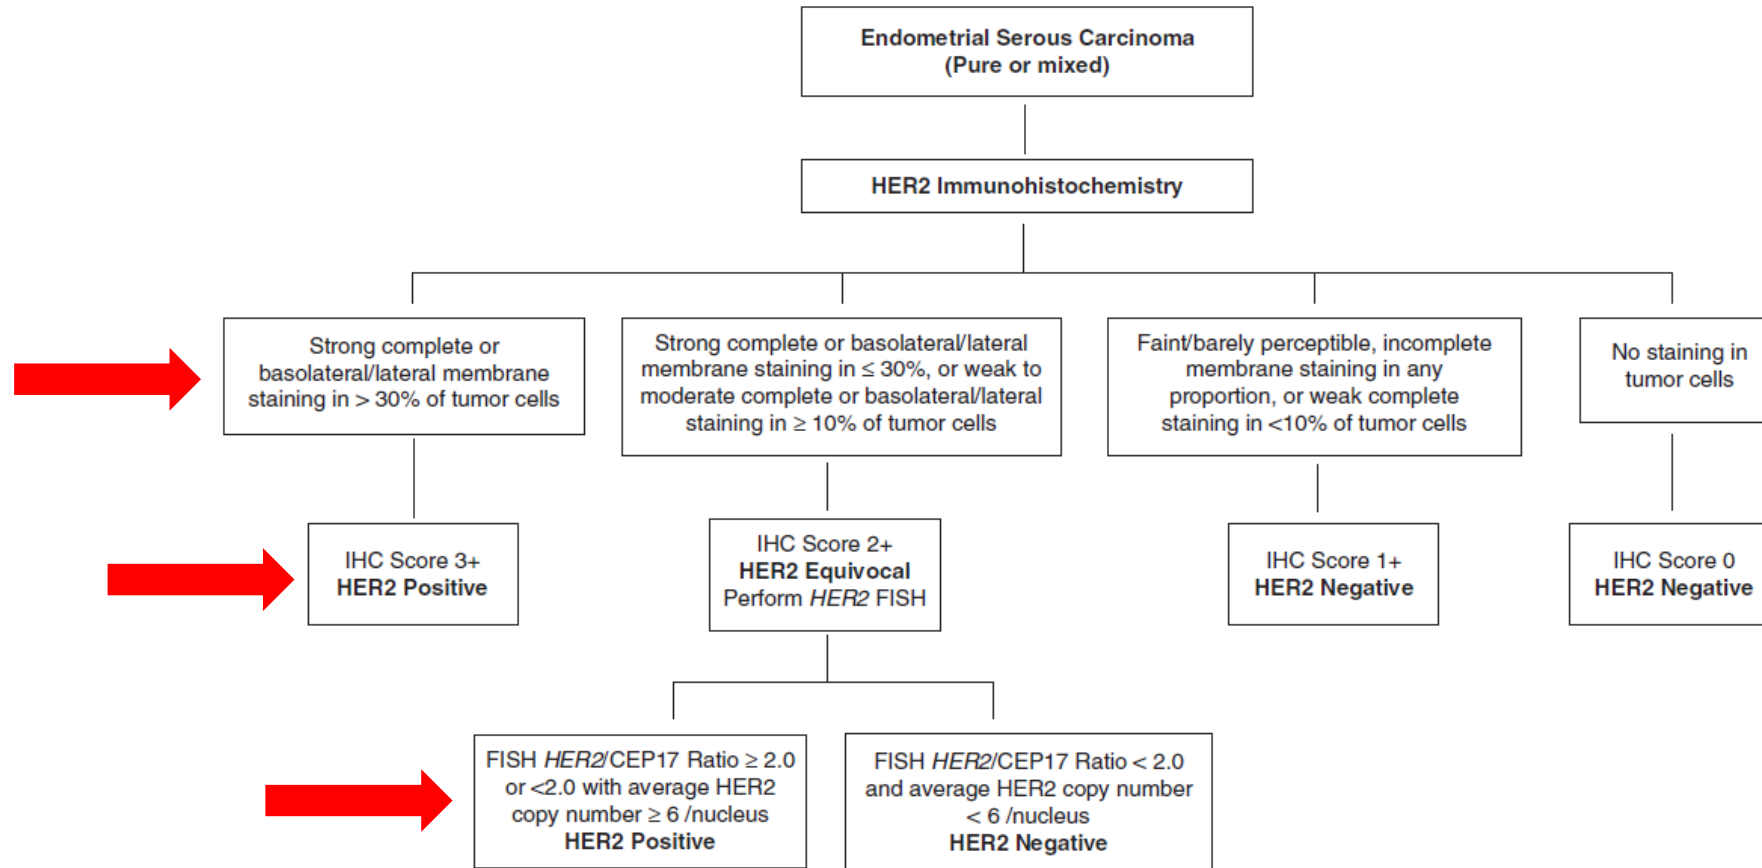 Endometrial Serous Carcinoma
(Pure or mixed)
HER2 Immunohistochemistry
Strong complete or
basolateral/lateral membrane
staining in > 30% of tumor cells
Strong complete or basolateral/lateral
membrane staining in ≤ 30%, or weak to
moderate complete or basolateral/lateral
staining in ≥ 10% of tumor cells
Faint/barely perceptible, incomplete
membrane staining in any
proportion, or weak complete
staining in <10% of tumor cells
No staining in
tumor cells
IHC Score 3+
HER2 Positive
IHC Score 2+
HER2 Equivocal
Perform HER2 FISH
IHC Score 1+
HER2 Negative
IHC Score 0
HER2 Negative
FISH HER2/CEP17 Ratio ≥ 2.0
or <2.0 with average HER2
copy number ≥ 6 /nucleus
HER2 Positive
FISH HER2/CEP17 Ratio < 2.0
and average HER2 copy number
< 6 /nucleus
HER2 Negative